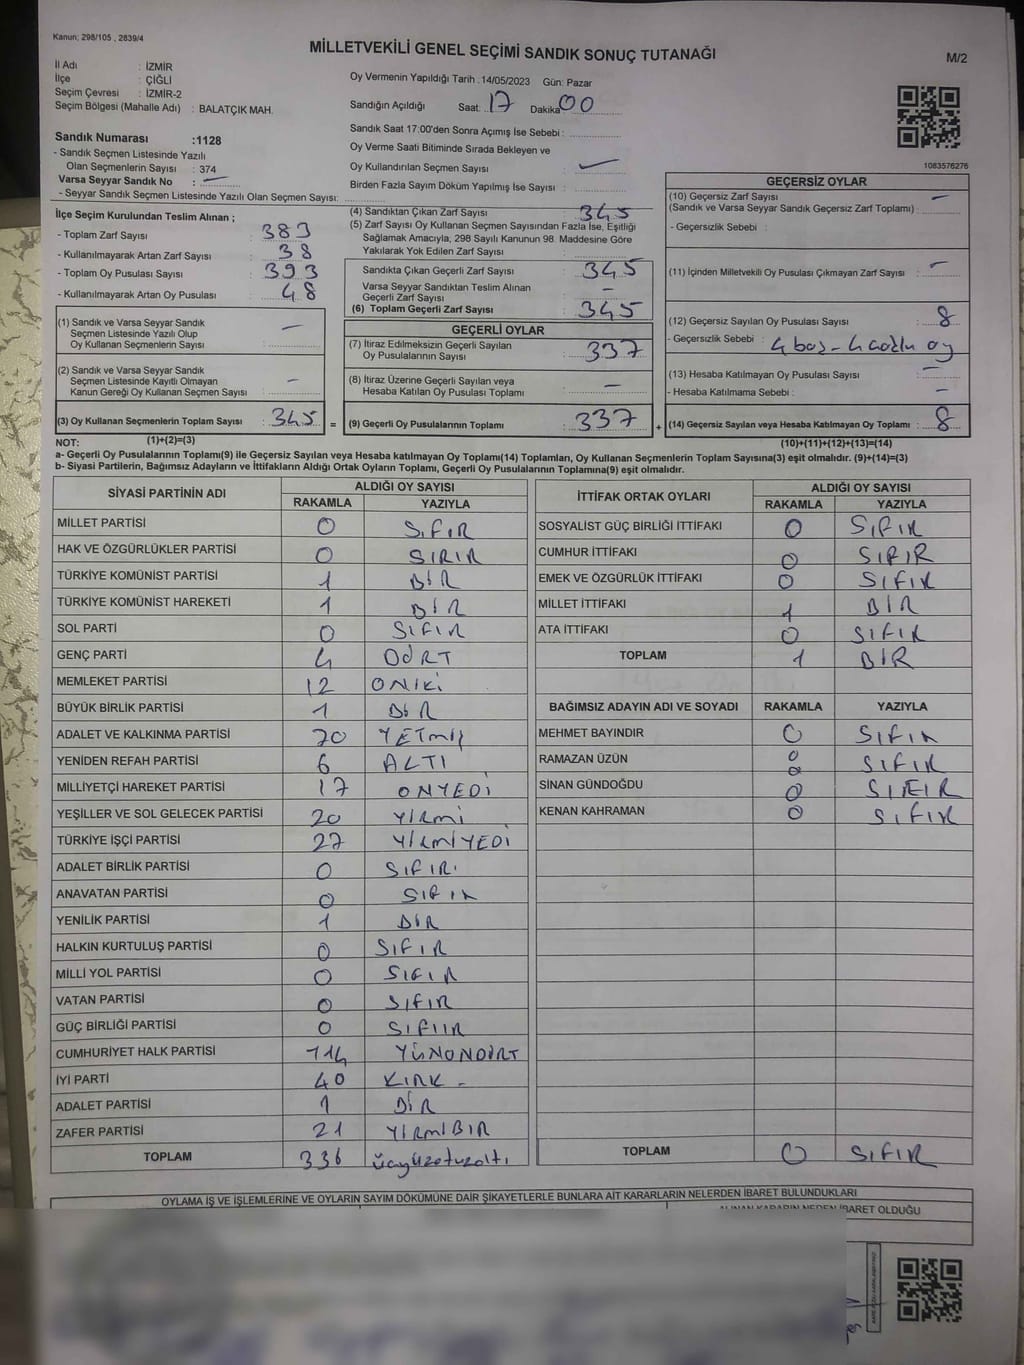 Kanun; 298/105 , 2839/4
MİLLETVEKİLİ GENEL SEÇİMİ SANDIK SONUÇ TUTANAĞI
M/2
İl Adı : İZMİR
İlçe : ÇİĞLİ
Seçim Çevresi : İZMİR-2
Seçim Bölgesi (Mahalle Adı) : BALATÇIK MAH.
Oy Vermenin Yapıldığı Tarih : 14/05/2023 Gün: Pazar
Sandığın Açıldığı Saat: 17 Dakika: 00
Sandık Saat 17:00'den Sonra Açımış İse Sebebi :
Oy Verme Saati Bitiminde Sırada Bekleyen ve
Oy Kullandırılan Seçmen Sayısı : —
Birden Fazla Sayım Döküm Yapılmış İse Sayısı :
Sandık Numarası :1128
- Sandık Seçmen Listesinde Yazılı
Olan Seçmenlerin Sayısı : 374
Varsa Seyyar Sandık No : —
- Seyyar Sandık Seçmen Listesinde Yazılı Olan Seçmen Sayısı:
1083576276
İlçe Seçim Kurulundan Teslim Alınan ;
- Toplam Zarf Sayısı : 383
- Kullanılmayarak Artan Zarf Sayısı : 38
- Toplam Oy Pusulası Sayısı : 393
- Kullanılmayarak Artan Oy Pusulası : 48
(1) Sandık ve Varsa Seyyar Sandık
Seçmen Listesinde Yazılı Olup
Oy Kullanan Seçmenlerin Sayısı : —
(2) Sandık ve Varsa Seyyar Sandık
Seçmen Listesinde Kayıtlı Olmayan
Kanun Gereği Oy Kullanan Seçmen Sayısı : —
(3) Oy Kullanan Seçmenlerin Toplam Sayısı : 345 =
(4) Sandıktan Çıkan Zarf Sayısı : 345
(5) Zarf Sayısı Oy Kullanan Seçmen Sayısından Fazla İse, Eşitliği
Sağlamak Amacıyla, 298 Sayılı Kanunun 98. Maddesine Göre
Yakılarak Yok Edilen Zarf Sayısı :
Sandıkta Çıkan Geçerli Zarf Sayısı : 345
Varsa Seyyar Sandıktan Teslim Alınan
Geçerli Zarf Sayısı : —
(6) Toplam Geçerli Zarf Sayısı : 345
GEÇERLİ OYLAR
(7) İtiraz Edilmeksizin Geçerli Sayılan
Oy Pusulalarının Sayısı : 337
(8) İtiraz Üzerine Geçerli Sayılan veya
Hesaba Katılan Oy Pusulası Toplamı : —
(9) Geçerli Oy Pusulalarının Toplamı : 337 +
GEÇERSİZ OYLAR
(10) Geçersiz Zarf Sayısı —
(Sandık ve Varsa Seyyar Sandık Geçersiz Zarf Toplamı) :
- Geçersizlik Sebebi :
(11) İçinden Milletvekili Oy Pusulası Çıkmayan Zarf Sayısı : —
(12) Geçersiz Sayılan Oy Pusulası Sayısı : 8
- Geçersizlik Sebebi : 4 boş - 4 oy
(13) Hesaba Katılmayan Oy Pusulası Sayısı : —
- Hesaba Katılmama Sebebi : —
(14) Geçersiz Sayılan veya Hesaba Katılmayan Oy Toplamı : 8
NOT: (1)+(2)=(3)
(10)+(11)+(12)+(13)=(14)
a- Geçerli Oy Pusulalarının Toplamı(9) ile Geçersiz Sayılan veya Hesaba katılmayan Oy Toplamı(14) Toplamları, Oy Kullanan Seçmenlerin Toplam Sayısına(3) eşit olmalıdır. (9)+(14)=(3)
b- Siyasi Partilerin, Bağımsız Adayların ve İttifakların Aldığı Ortak Oyların Toplamı, Geçerli Oy Pusulalarının Toplamına(9) eşit olmalıdır.
SİYASİ PARTİNİN ADI ALDIĞI OY SAYISI
RAKAMLA YAZIYLA
MİLLET PARTİSİ 0 SIFIR
HAK VE ÖZGÜRLÜKLER PARTİSİ 0 SIRIR
TÜRKİYE KOMÜNİST PARTİSİ 1 BİR
TÜRKİYE KOMÜNİST HAREKETİ 1 BİR
SOL PARTİ 0 SIFIR
GENÇ PARTİ 4 DÖRT
MEMLEKET PARTİSİ 12 ONİKİ
BÜYÜK BİRLİK PARTİSİ 1 BİR
ADALET VE KALKINMA PARTİSİ 70 YETMİŞ
YENİDEN REFAH PARTİSİ 6 ALTI
MİLLİYETÇİ HAREKET PARTİSİ 17 ONYEDİ
YEŞİLLER VE SOL GELECEK PARTİSİ 20 YİRMİ
TÜRKİYE İŞÇİ PARTİSİ 27 YİRMİYEDİ
ADALET BİRLİK PARTİSİ 0 SIFIR
ANAVATAN PARTİSİ 0 SIFIR
YENİLİK PARTİSİ 1 BİR
HALKIN KURTULUŞ PARTİSİ 0 SIFIR
MİLLİ YOL PARTİSİ 0 SIFIR
VATAN PARTİSİ 0 SIFIR
GÜÇ BİRLİĞİ PARTİSİ 0 SIFIIR
CUMHURİYET HALK PARTİSİ 114 YÜNONDÖRT
İYİ PARTİ 40 KIRK -
ADALET PARTİSİ 1 BİR
ZAFER PARTİSİ 21 YİRMİBİR
TOPLAM 336 üçyüzotuzaltı
İTTİFAK ORTAK OYLARI ALDIĞI OY SAYISI
RAKAMLA YAZIYLA
SOSYALİST GÜÇ BİRLİĞİ İTTİFAKI 0 SIFIR
CUMHUR İTTİFAKI 0 SIFIR
EMEK VE ÖZGÜRLÜK İTTİFAKI 0 SIFIR
MİLLET İTTİFAKI 1 BİR
ATA İTTİFAKI 0 SIFIR
TOPLAM 1 BİR
BAĞIMSIZ ADAYIN ADI VE SOYADI RAKAMLA YAZIYLA
MEHMET BAYINDIR 0 SIFIR
RAMAZAN ÜZÜN 0 0 SIFIR
SİNAN GÜNDOĞDU 0 SIFIR
KENAN KAHRAMAN 0 SIFIR
TOPLAM 0 SIFIR
OYLAMA İŞ VE İŞLEMLERİNE VE OYLARIN SAYIM DÖKÜMÜNE DAİR ŞİKAYETLERLE BUNLARA AİT KARARLARIN NELERDEN İBARET BULUNDUKLARI
ALINAN KARARIN NEDEN İBARET OLDUĞU